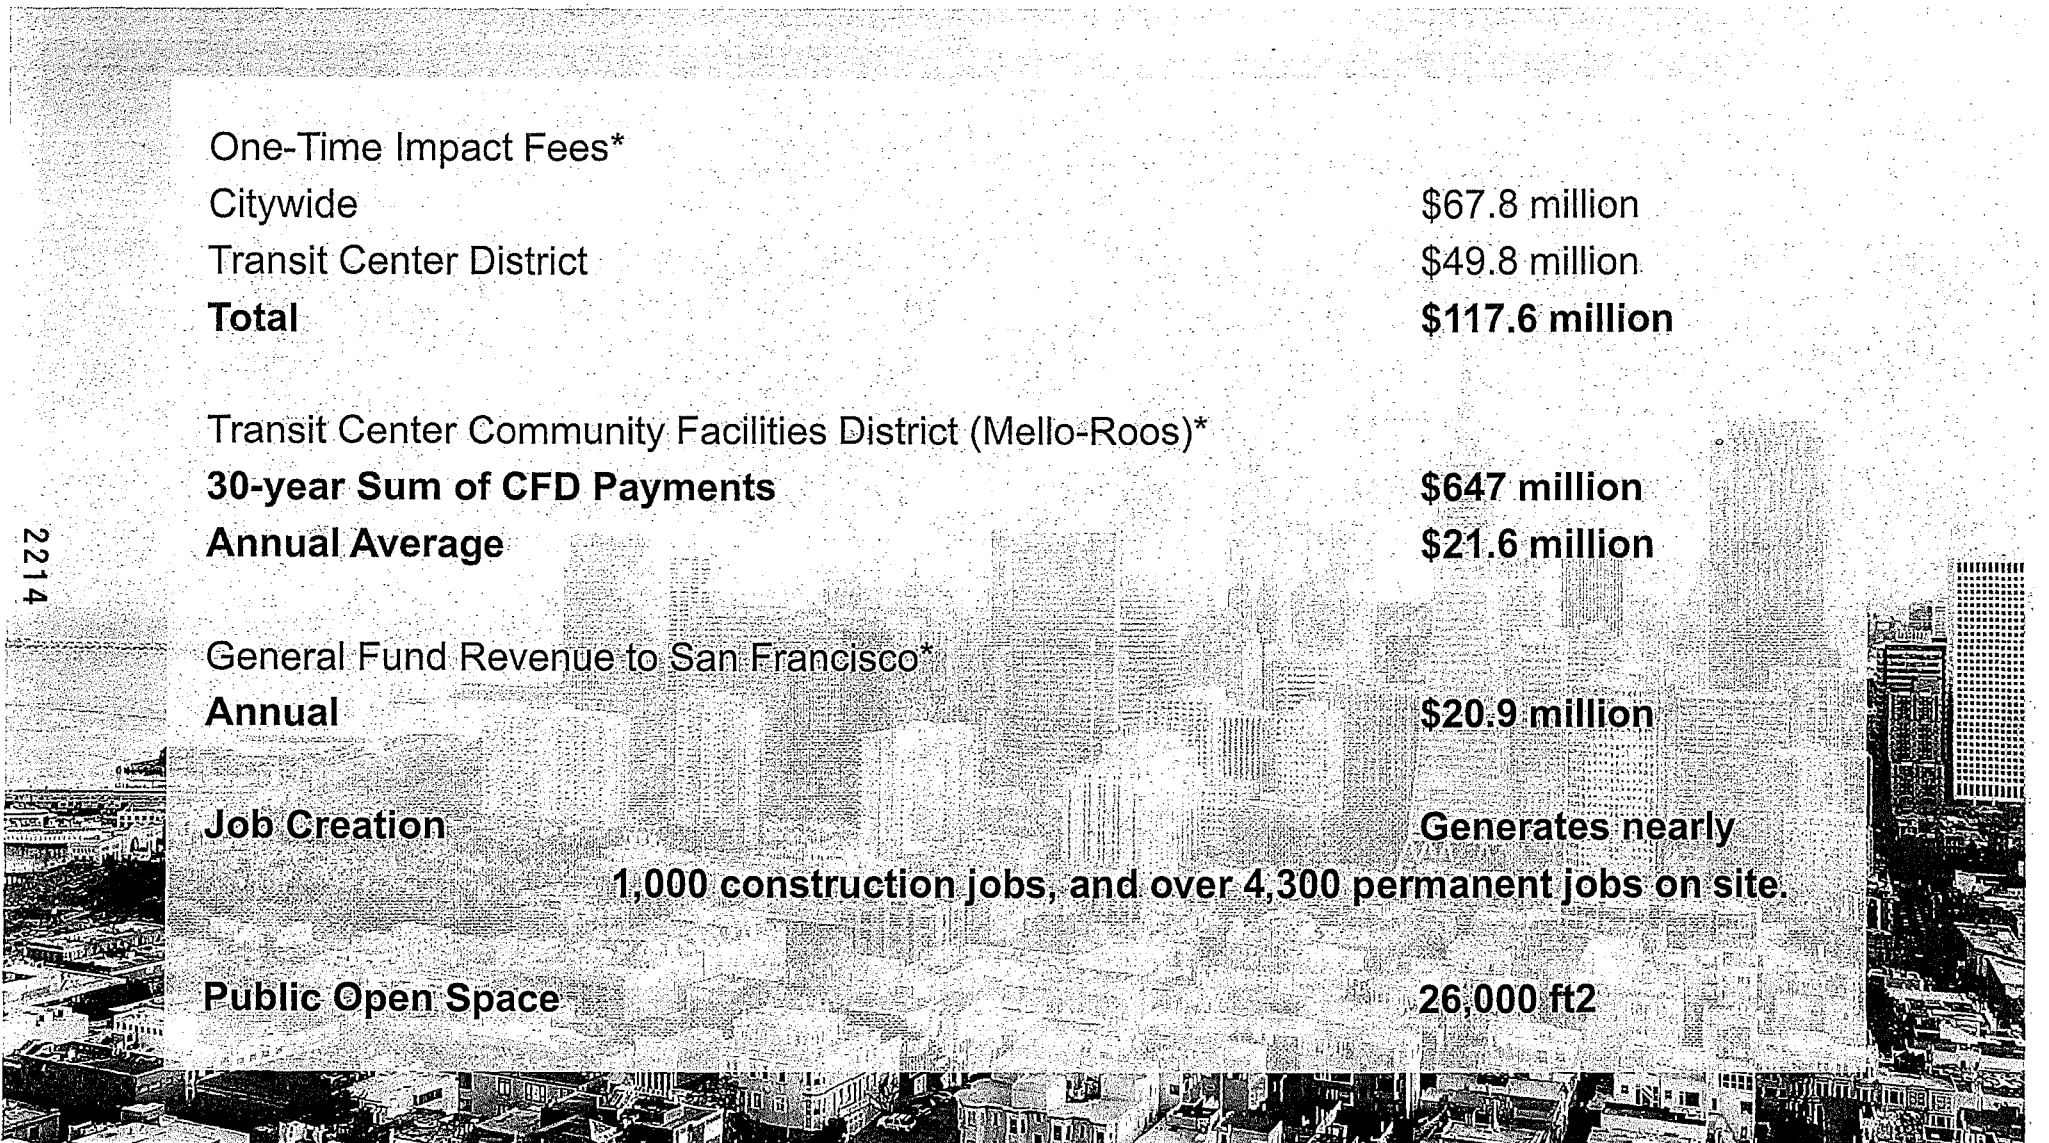 One-Time Impact Fees*
Citywide $67.8 million
Transit Center District $49.8 million
Total $117.6 million
Transit Center Community Facilities District (Mello-Roos)*
30-year Sum of CFD Payments $647 million
Annual Average $21.6 million
2214
General Fund Revenue to San Francisco*
Annual $20.9 million
Job Creation Generates nearly
1,000 construction jobs, and over 4,300 permanent jobs on site.
Public Open Space 26,000 ft2